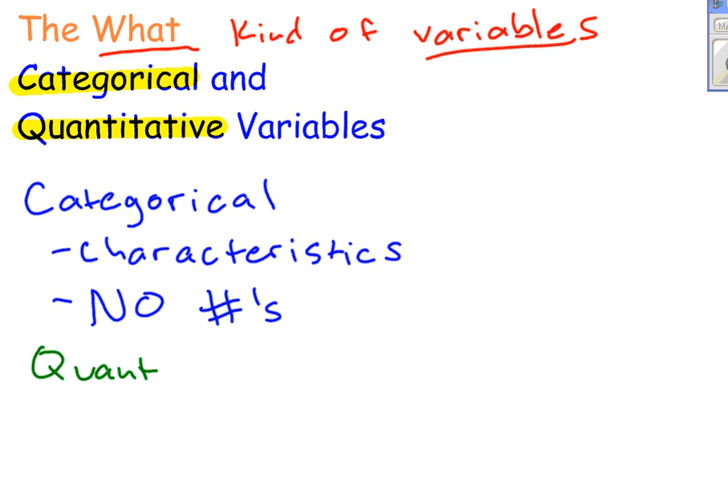 The What Kind of variables
Categorical and
Quantitative Variables
Categorical
- Characteristics
- NO #'s
Quant